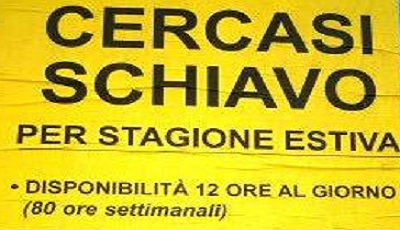 CERCASI
SCHIAVO
PER STAGIONE ESTIVA
• DISPONIBILITÀ 12 ORE AL GIORNO
(80 ore settimanali)